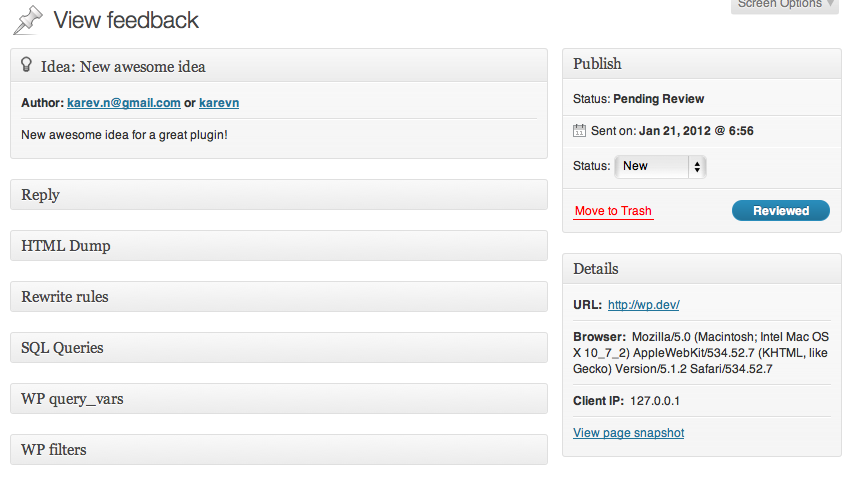 Screen Options
View feedback
Idea: New awesome idea
Author: karev.n@gmail.com or karevn
New awesome idea for a great plugin!
Reply
HTML Dump
Rewrite rules
SQL Queries
WP query_vars
WP filters
Publish
Status: Pending Review
11
Sent on: Jan 21, 2012 @ 6:56
Status: New
Move to Trash
Reviewed
Details
URL: http://wp.dev/
Browser: Mozilla/5.0 (Macintosh; Intel Mac OS
X 10_7_2) AppleWebKit/534.52.7 (KHTML, like
Gecko) Version/5.1.2 Safari/534.52.7
Client IP: 127.0.0.1
View page snapshot